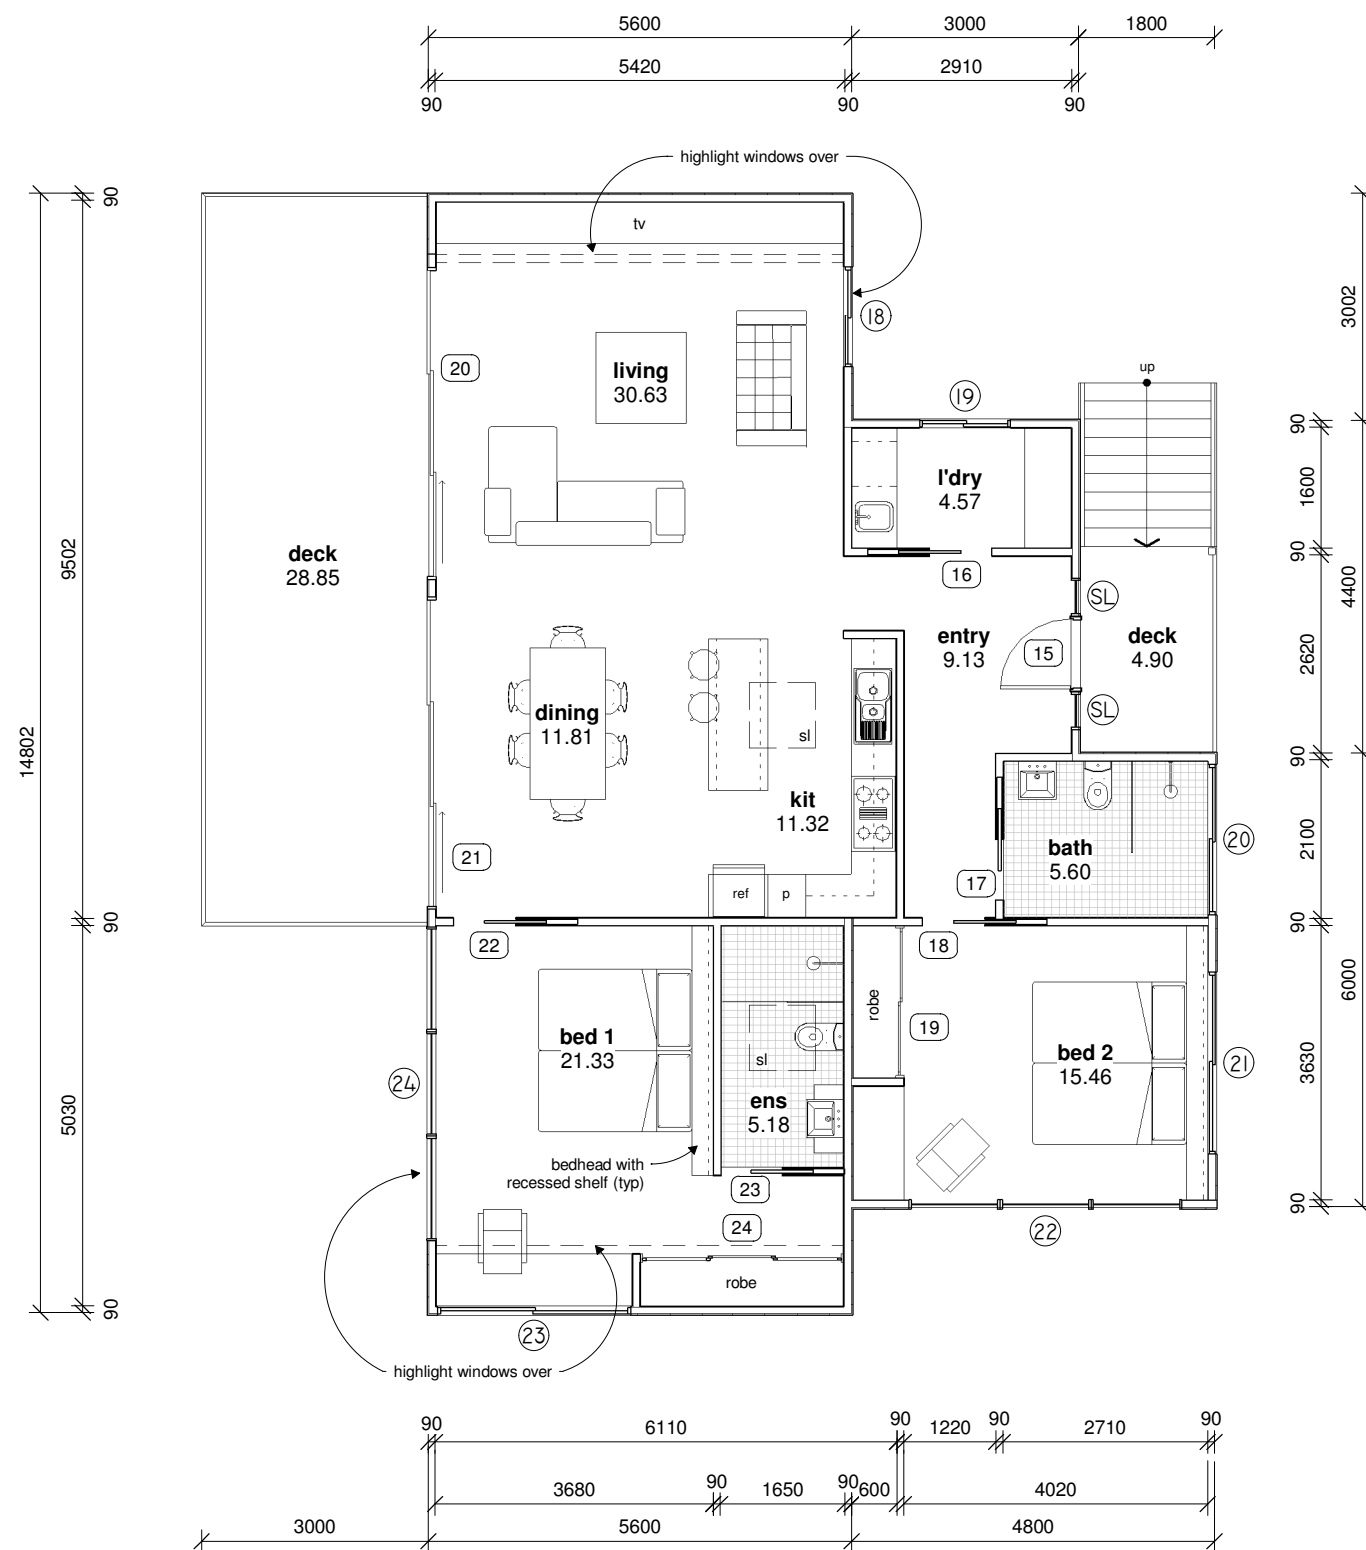 5600
3000
1800
5420
2910
90
90
90
highlight windows over
90
tv
3002
18
20
living
30.63
up
19
90
l'dry
4.57
1600
deck
28.85
9502
90
16
4400
SL
entry
9.13
15
deck
4.90
2620
dining
11.81
SL
sl
14802
90
kit
11.32
20
2100
21
bath
5.60
17
ref
p
90
90
22
18
robe
19
6000
bed 1
21.33
sl
bed 2
15.46
21
3630
24
ens
5.18
5030
bedhead with
recessed shelf (typ)
23
90
24
22
robe
90
23
highlight windows over
90
6110
90
1220
90
2710
90
3680
90
1650
90
600
4020
3000
5600
4800